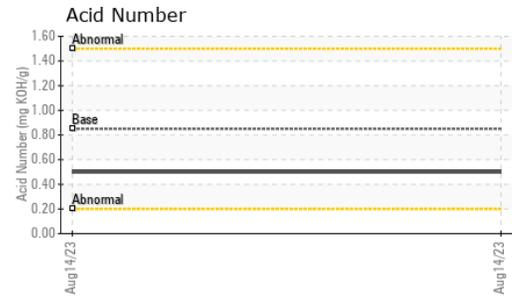 Acid Number
Acid Number (mg KOH/g)
1.60
1.40
1.20
1.00
0.80
0.60
0.40
0.20
0.00
Abnormal
Base
Abnormal
Aug14/23
Aug14/23